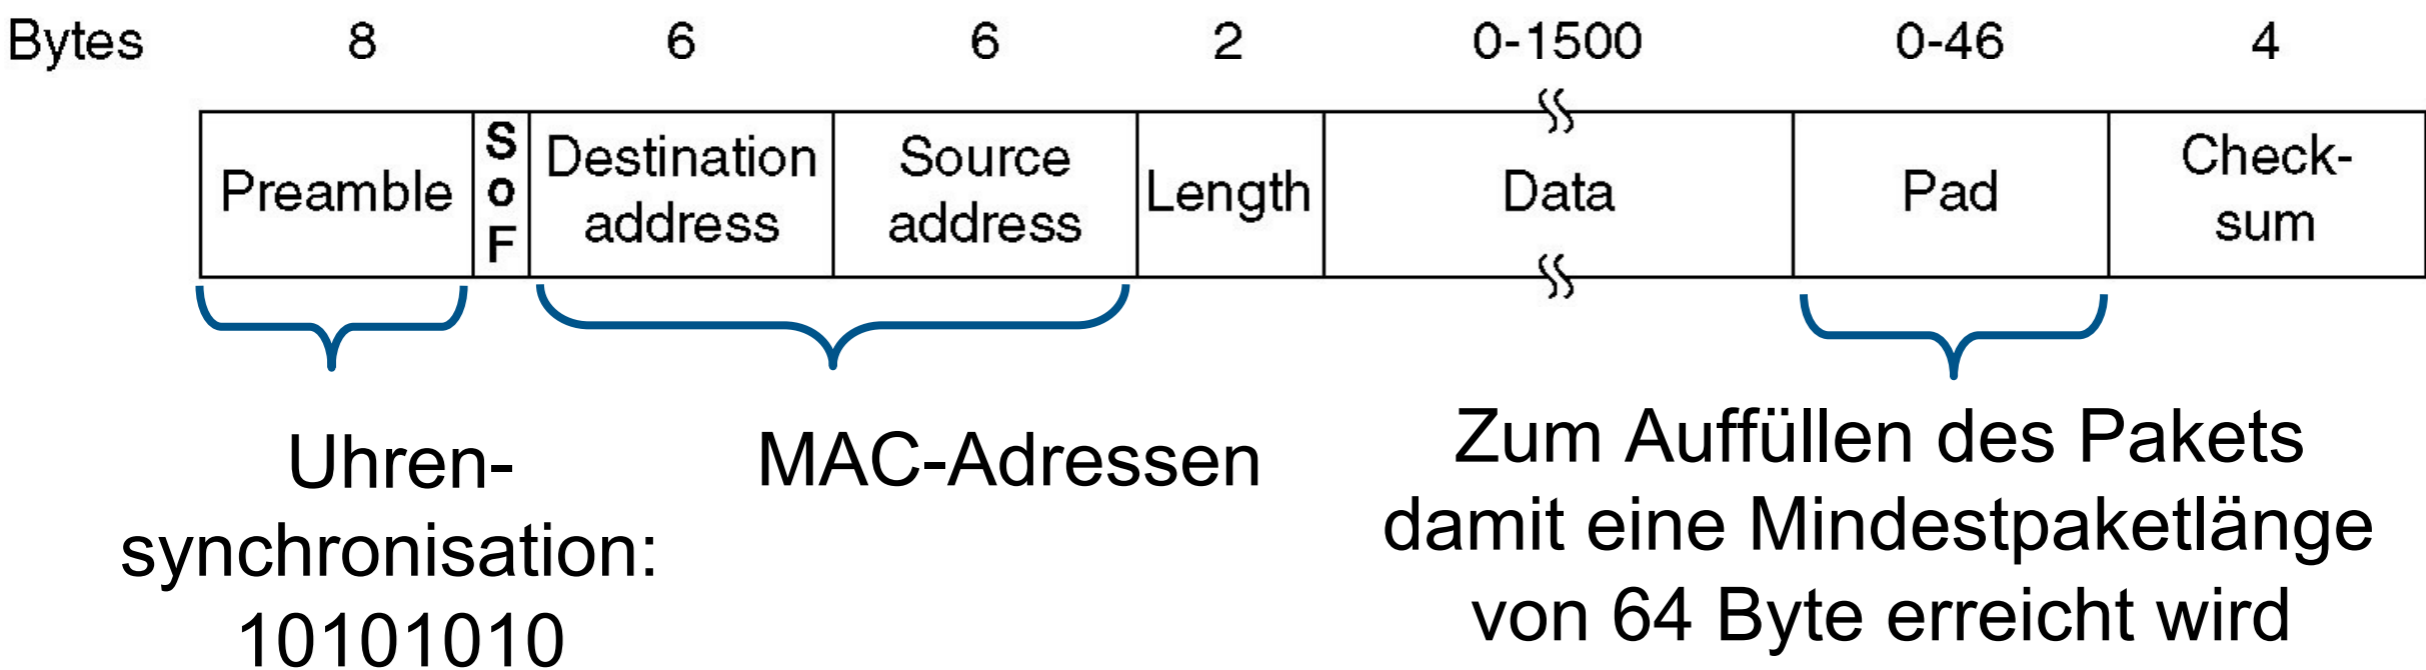 Bytes 8 6 6 2 0-1500 0-46 4
Preamble
SoF
Destination
address
Source
address
Length
Data
Pad
Check-
sum
Uhren-
synchronisation:
10101010
MAC-Adressen
Zum Auffüllen des Pakets
damit eine Mindestpaketlänge
von 64 Byte erreicht wird